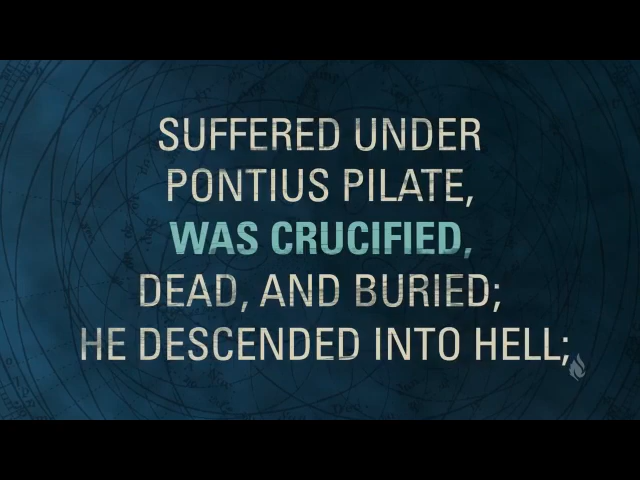 SUFFERED UNDER
PONTIUS PILATE,
WAS CRUCIFIED,
DEAD, AND BURIED;
HE DESCENDED INTO HELL;